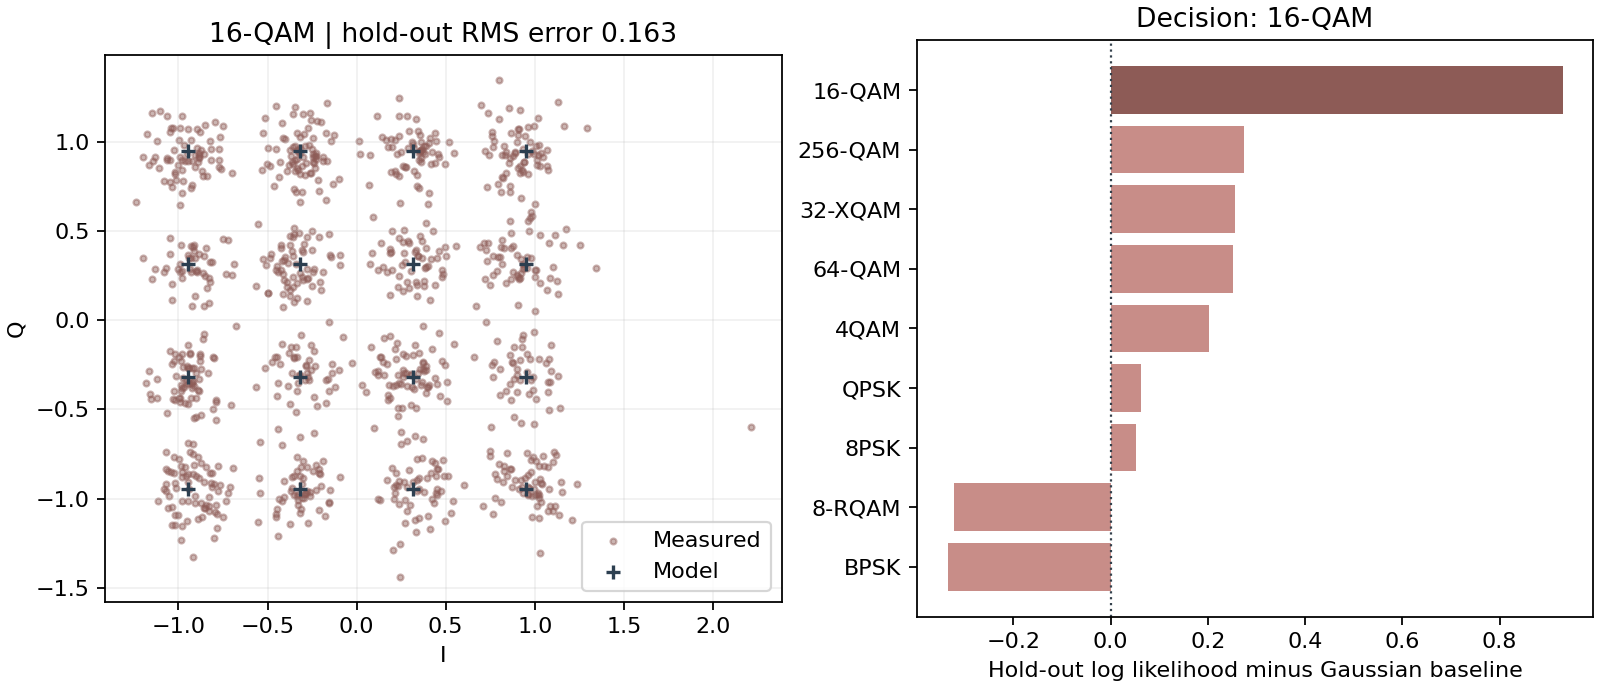 16-QAM | hold-out RMS error 0.163
1.0
0.5
0.0
−0.5
−1.0
−1.5
Q
−1.0
−0.5
0.0
0.5
1.0
1.5
2.0
I
Measured
Model
Decision: 16-QAM
16-QAM
256-QAM
32-XQAM
64-QAM
4QAM
QPSK
8PSK
8-RQAM
BPSK
−0.2
0.0
0.2
0.4
0.6
0.8
Hold-out log likelihood minus Gaussian baseline